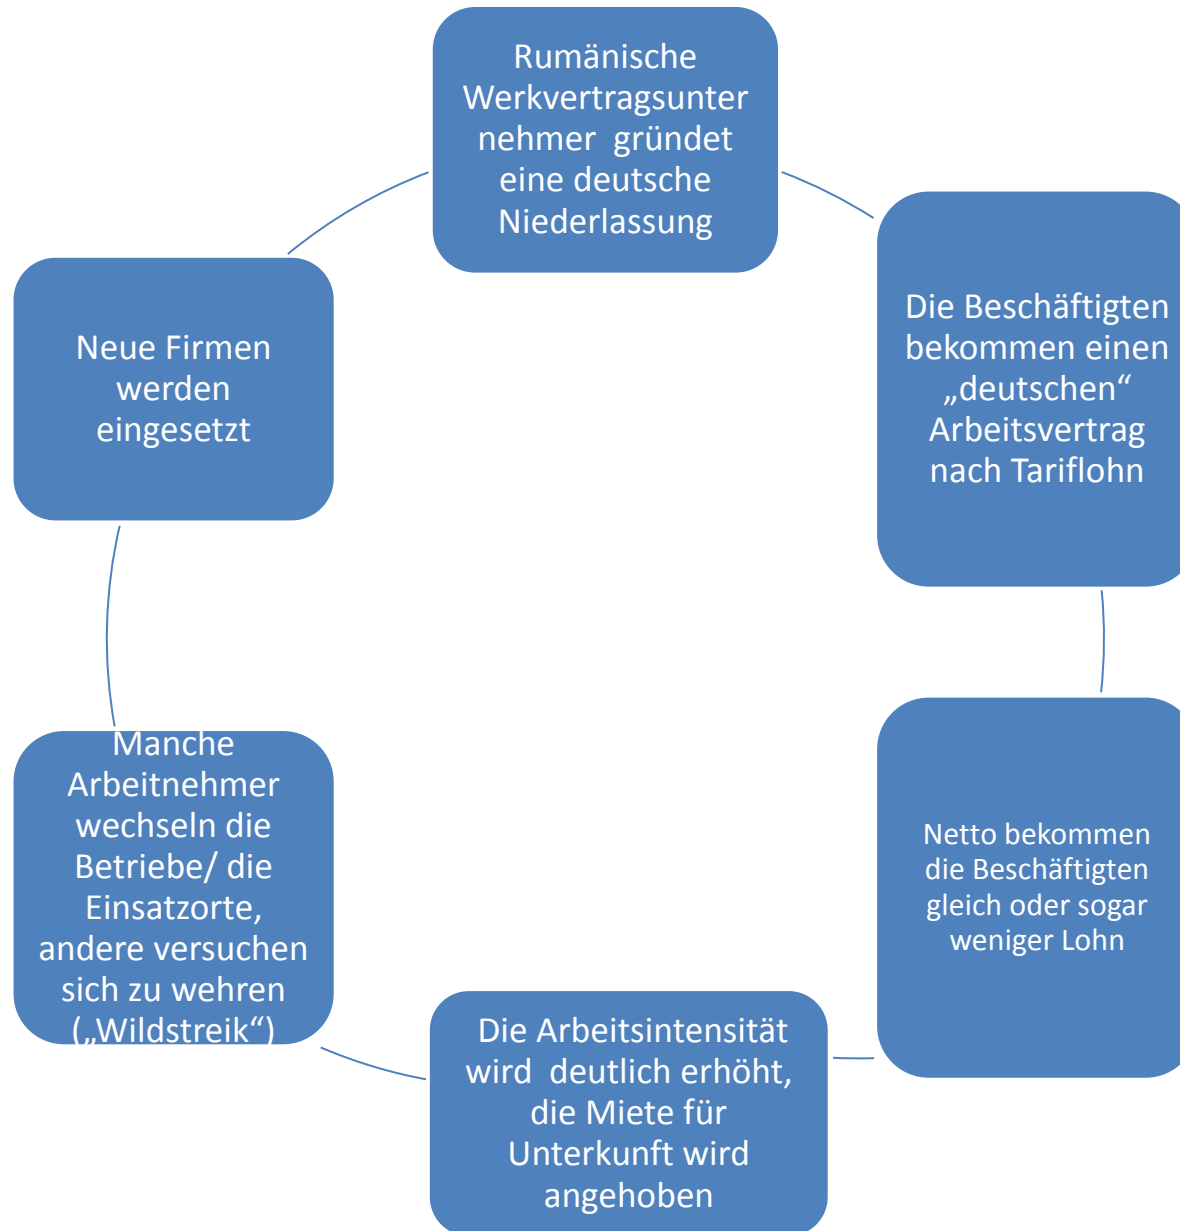 Rumänische
Werkvertragsunter
nehmer gründet
eine deutsche
Niederlassung
Die Beschäftigten
bekommen einen
„deutschen“
Arbeitsvertrag
nach Tariflohn
Netto bekommen
die Beschäftigten
gleich oder sogar
weniger Lohn
Die Arbeitsintensität
wird deutlich erhöht,
die Miete für
Unterkunft wird
angehoben
Manche
Arbeitnehmer
wechseln die
Betriebe/ die
Einsatzorte,
andere versuchen
sich zu wehren
(„Wildstreik“)
Neue Firmen
werden
eingesetzt